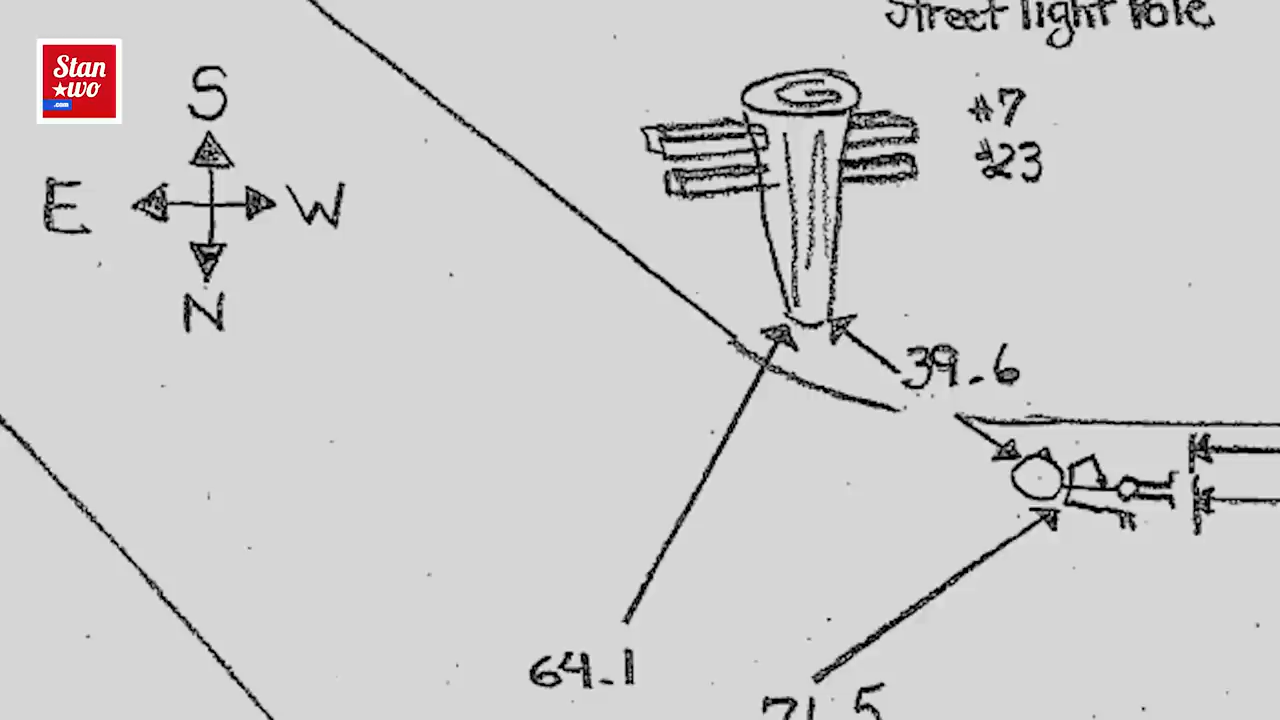 Street light Pole
Stan
★wo
.com
S
#7
#23
E
W
N
39.6
64.1
71.5